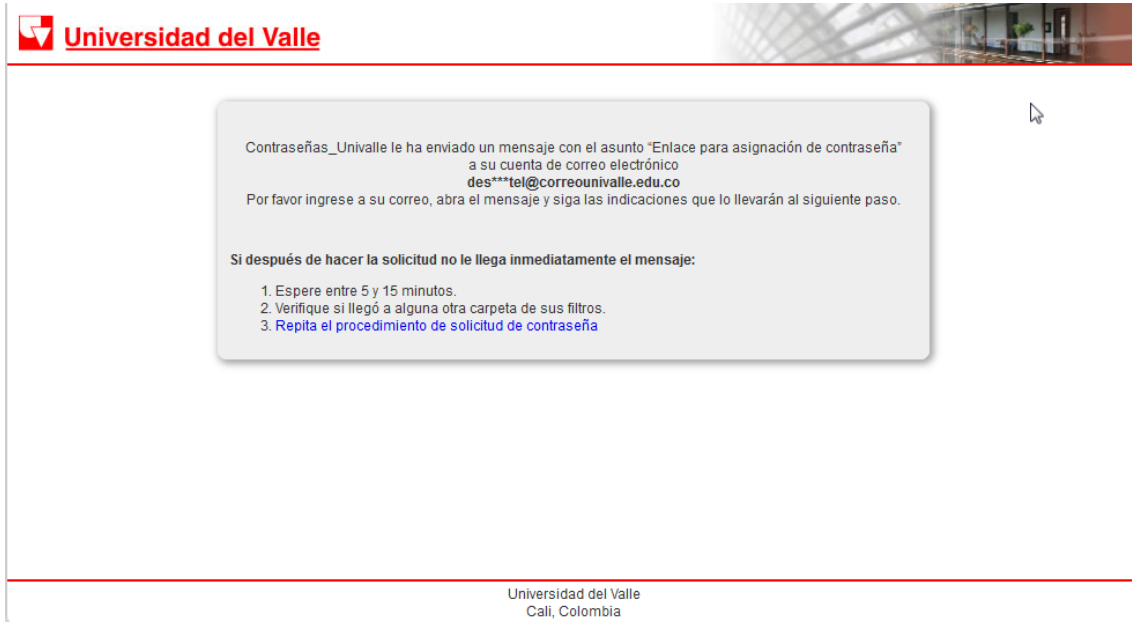 Universidad del Valle
Contraseñas_Univalle le ha enviado un mensaje con el asunto “Enlace para asignación de contraseña”
a su cuenta de correo electrónico
des***tel@correounivalle.edu.co
Por favor ingrese a su correo, abra el mensaje y siga las indicaciones que lo llevarán al siguiente paso.
Si después de hacer la solicitud no le llega inmediatamente el mensaje:
1. Espere entre 5 y 15 minutos.
2. Verifique si llegó a alguna otra carpeta de sus filtros.
3. Repita el procedimiento de solicitud de contraseña
Universidad del Valle
Cali, Colombia